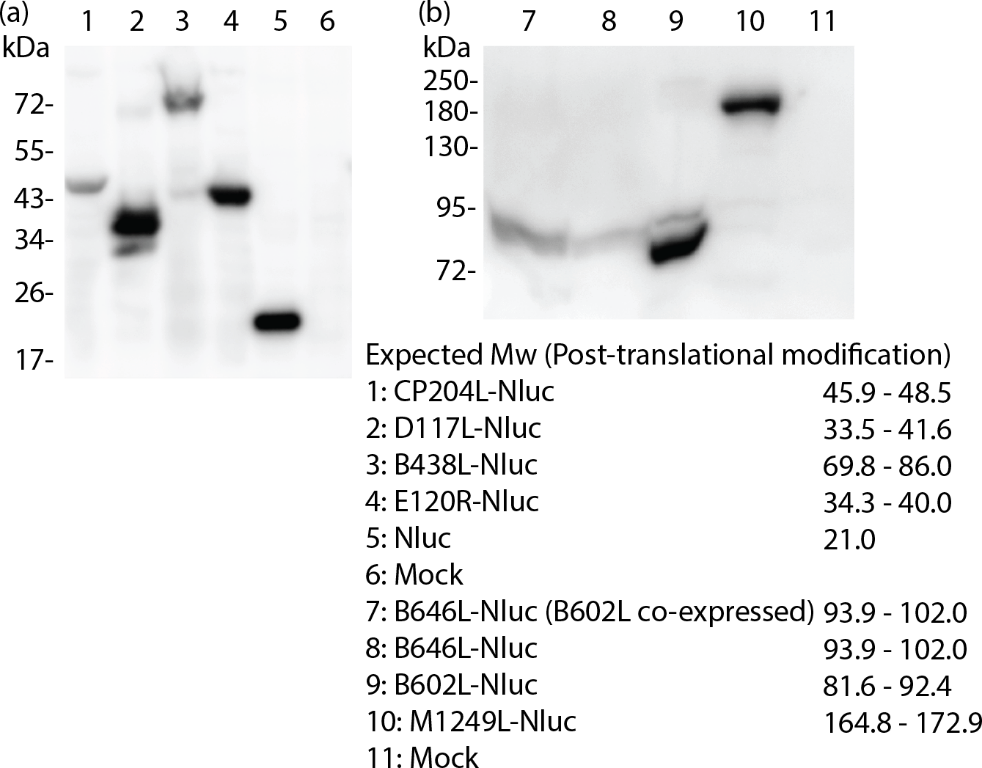 (a)
1 2 3 4 5 6
kDa
72-
55-
43-
34-
26-
17-
(b)
7 8 9 10 11
kDa
250-
180-
130-
95-
72-
Expected Mw (Post-translational modification)
1: CP204L-Nluc 45.9 - 48.5
2: D117L-Nluc 33.5 - 41.6
3: B438L-Nluc 69.8 - 86.0
4: E120R-Nluc 34.3 - 40.0
5: Nluc 21.0
6: Mock
7: B646L-Nluc (B602L co-expressed) 93.9 - 102.0
8: B646L-Nluc 93.9 - 102.0
9: B602L-Nluc 81.6 - 92.4
10: M1249L-Nluc 164.8 - 172.9
11: Mock